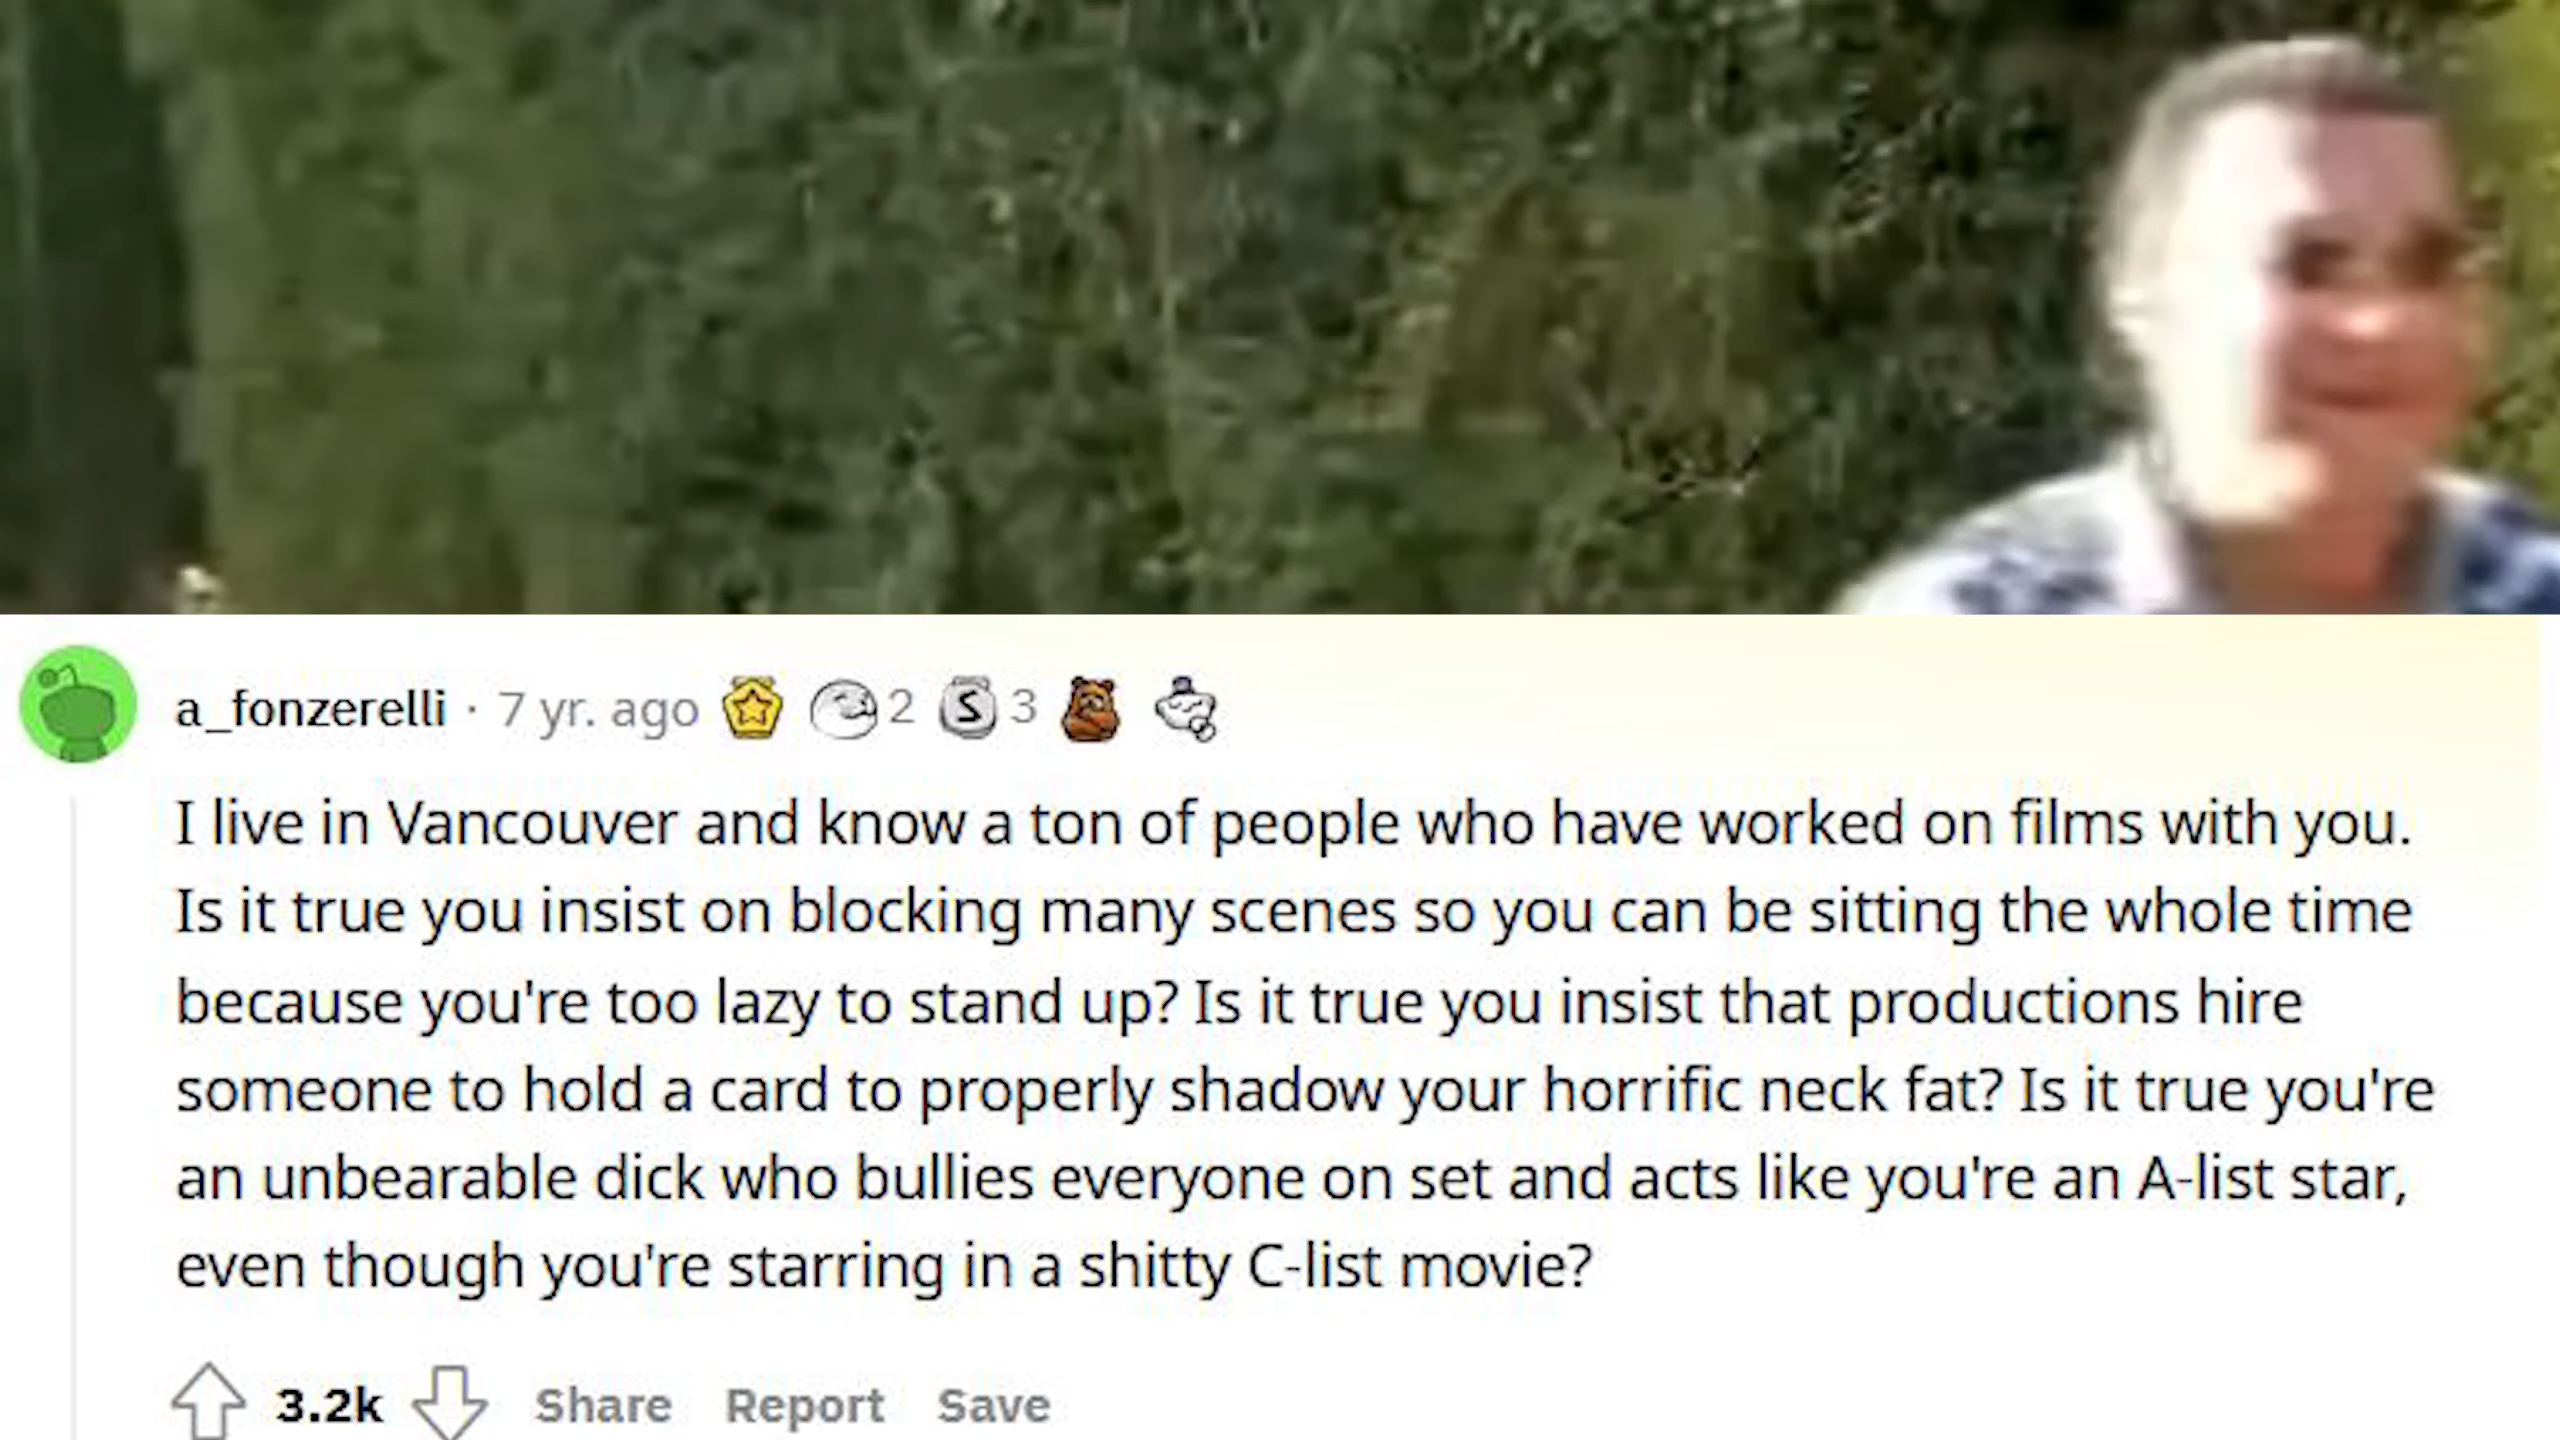 a_fonzerelli · 7 yr. ago 2 S 3
I live in Vancouver and know a ton of people who have worked on films with you.
Is it true you insist on blocking many scenes so you can be sitting the whole time
because you're too lazy to stand up? Is it true you insist that productions hire
someone to hold a card to properly shadow your horrific neck fat? Is it true you're
an unbearable dick who bullies everyone on set and acts like you're an A-list star,
even though you're starring in a shitty C-list movie?
3.2k Share Report Save